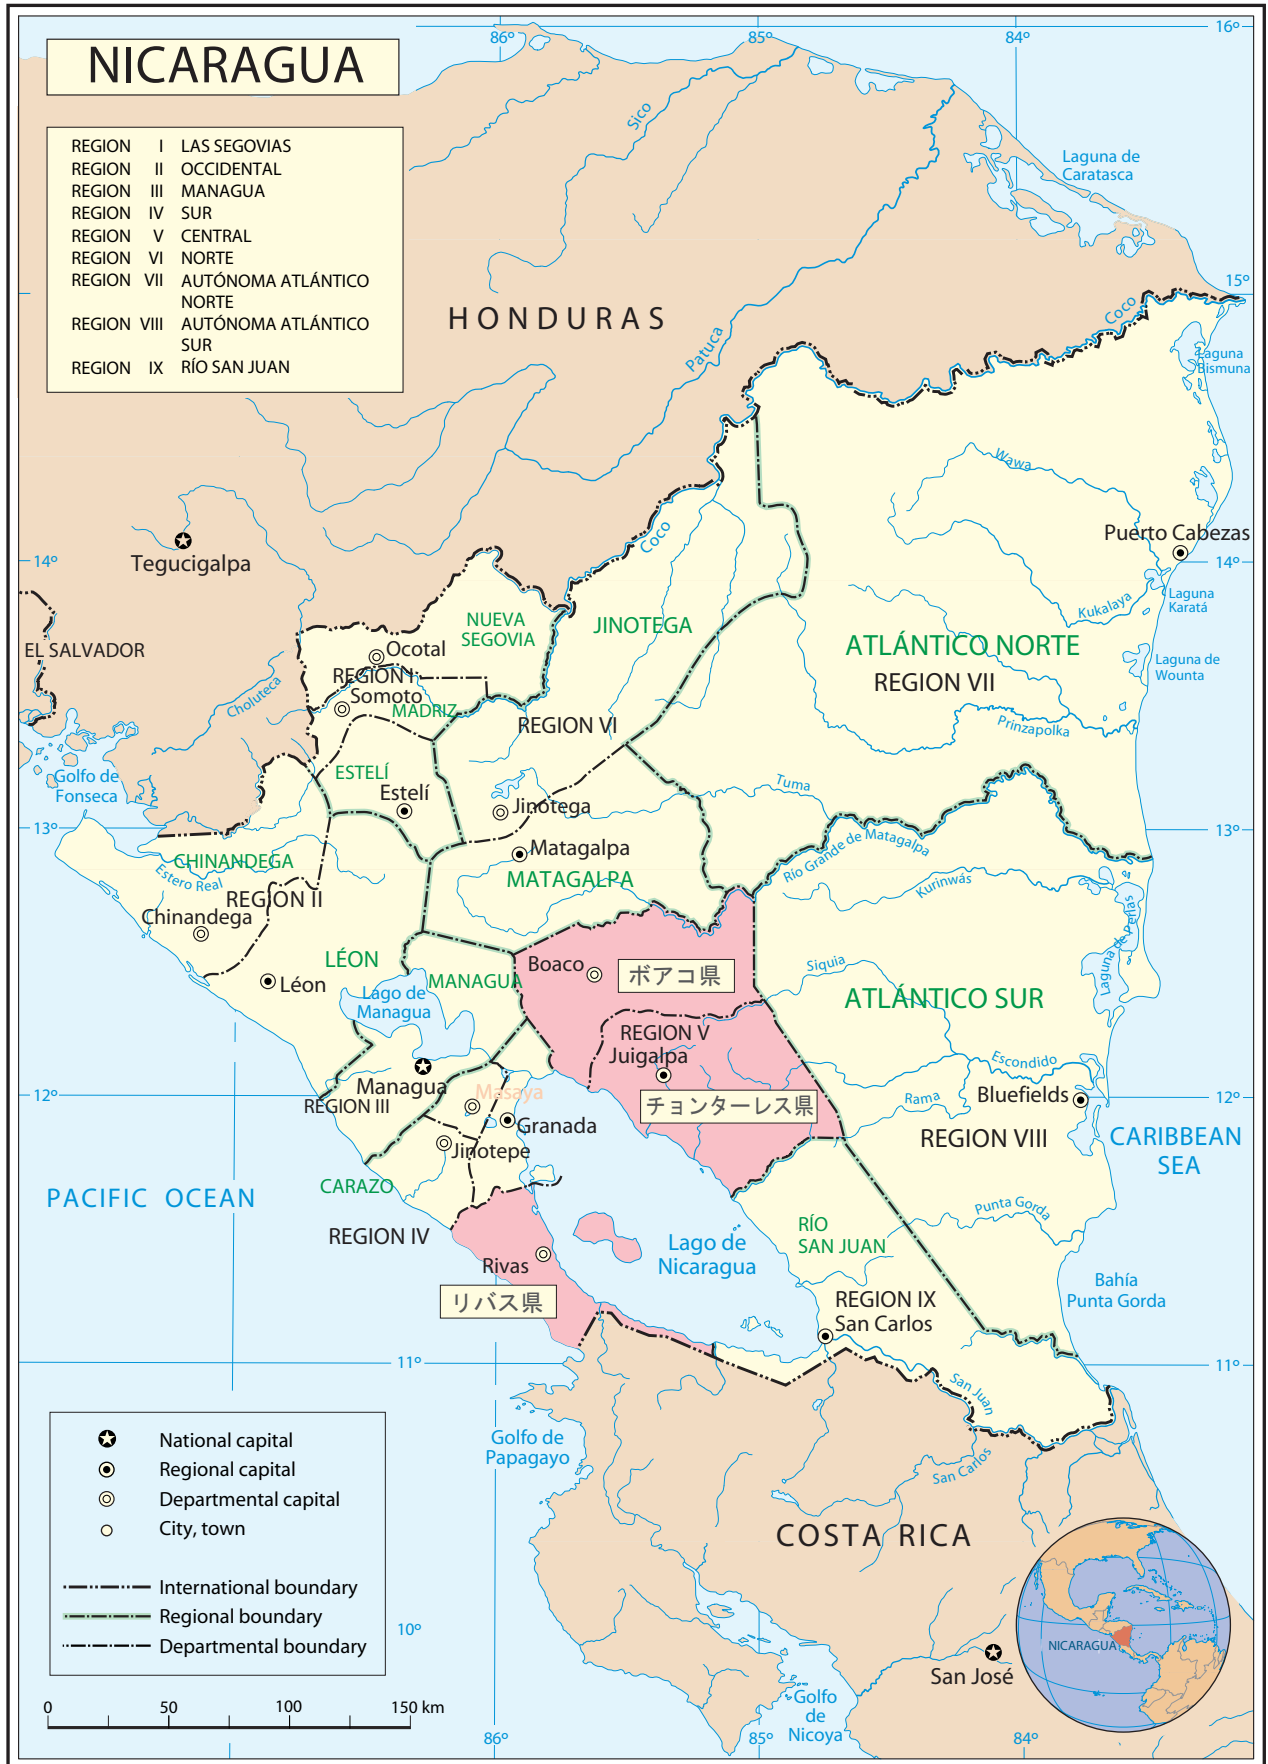 NICARAGUA
REGION I LAS SEGOVIAS
REGION II OCCIDENTAL
REGION III MANAGUA
REGION IV SUR
REGION V CENTRAL
REGION VI NORTE
REGION VII AUTÓNOMA ATLÁNTICO
NORTE
REGION VIII AUTÓNOMA ATLÁNTICO
SUR
REGION IX RÍO SAN JUAN
86°
85°
84°
16°
Sico
Laguna de
Caratasca
15°
HONDURAS
Patuca
Coco
Laguna
Bismuna
Wawa
Puerto Cabezas
Coco
14°
Tegucigalpa
14°
Laguna
Karatá
Kukalaya
NUEVA
SEGOVIA
JINOTEGA
ATLÁNTICO NORTE
REGION VII
EL SALVADOR
Ocotal
REGION I
Somoto
MADRIZ
Laguna de
Wounta
Choluteca
REGION VI
Prinzapolka
Golfo de
Fonseca
ESTELÍ
Estelí
Jinotega
Tuma
13°
13°
Matagalpa
MATAGALPA
Río Grande de Matagalpa
Kurinwás
CHINANDEGA
Estero Real
REGION II
Chinandega
Laguna de Perlas
LÉON
Léon
MANAGUA
Boaco
ボアコ県
Siquia
ATLÁNTICO SUR
Lago de
Managua
REGION V
Juigalpa
Escondido
Managua
Masaya
チョンターレス県
Rama
Bluefields
12°
12°
REGION III
Granada
Jinotepe
REGION VIII
CARIBBEAN
SEA
CARAZO
PACIFIC OCEAN
REGION IV
Punta Gorda
RÍO
SAN JUAN
Lago de
Nicaragua
Rivas
リバス県
Bahía
Punta Gorda
REGION IX
San Carlos
11°
11°
San Juan
Golfo de
Papagayo
San Carlos
COSTA RICA
National capital
Regional capital
Departmental capital
City, town
International boundary
Regional boundary
Departmental boundary
10°
NICARAGUA
San José
Golfo
de
Nicoya
0 50 100 150 km
86°
85°
84°